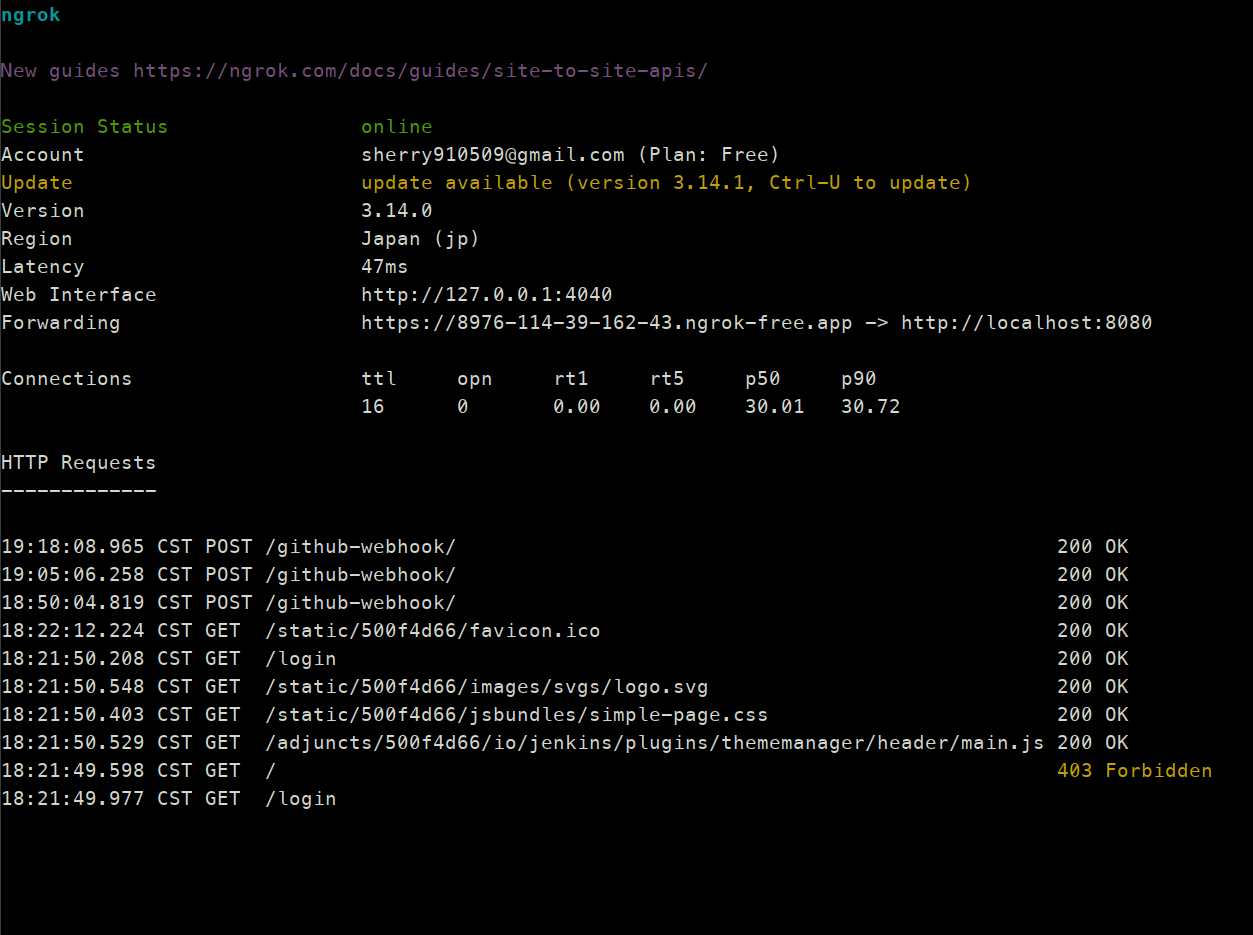 ngrok
New guides https://ngrok.com/docs/guides/site-to-site-apis/
Session Status online
Account sherry910509@gmail.com (Plan: Free)
Update update available (version 3.14.1, Ctrl-U to update)
Version 3.14.0
Region Japan (jp)
Latency 47ms
Web Interface http://127.0.0.1:4040
Forwarding https://8976-114-39-162-43.ngrok-free.app -> http://localhost:8080
Connections ttl opn rt1 rt5 p50 p90
16 0 0.00 0.00 30.01 30.72
HTTP Requests
-------------
19:18:08.965 CST POST /github-webhook/ 200 OK
19:05:06.258 CST POST /github-webhook/ 200 OK
18:50:04.819 CST POST /github-webhook/ 200 OK
18:22:12.224 CST GET /static/500f4d66/favicon.ico 200 OK
18:21:50.208 CST GET /login 200 OK
18:21:50.548 CST GET /static/500f4d66/images/svgs/logo.svg 200 OK
18:21:50.403 CST GET /static/500f4d66/jsbundles/simple-page.css 200 OK
18:21:50.529 CST GET /adjuncts/500f4d66/io/jenkins/plugins/thememanager/header/main.js 200 OK
18:21:49.598 CST GET / 403 Forbidden
18:21:49.977 CST GET /login